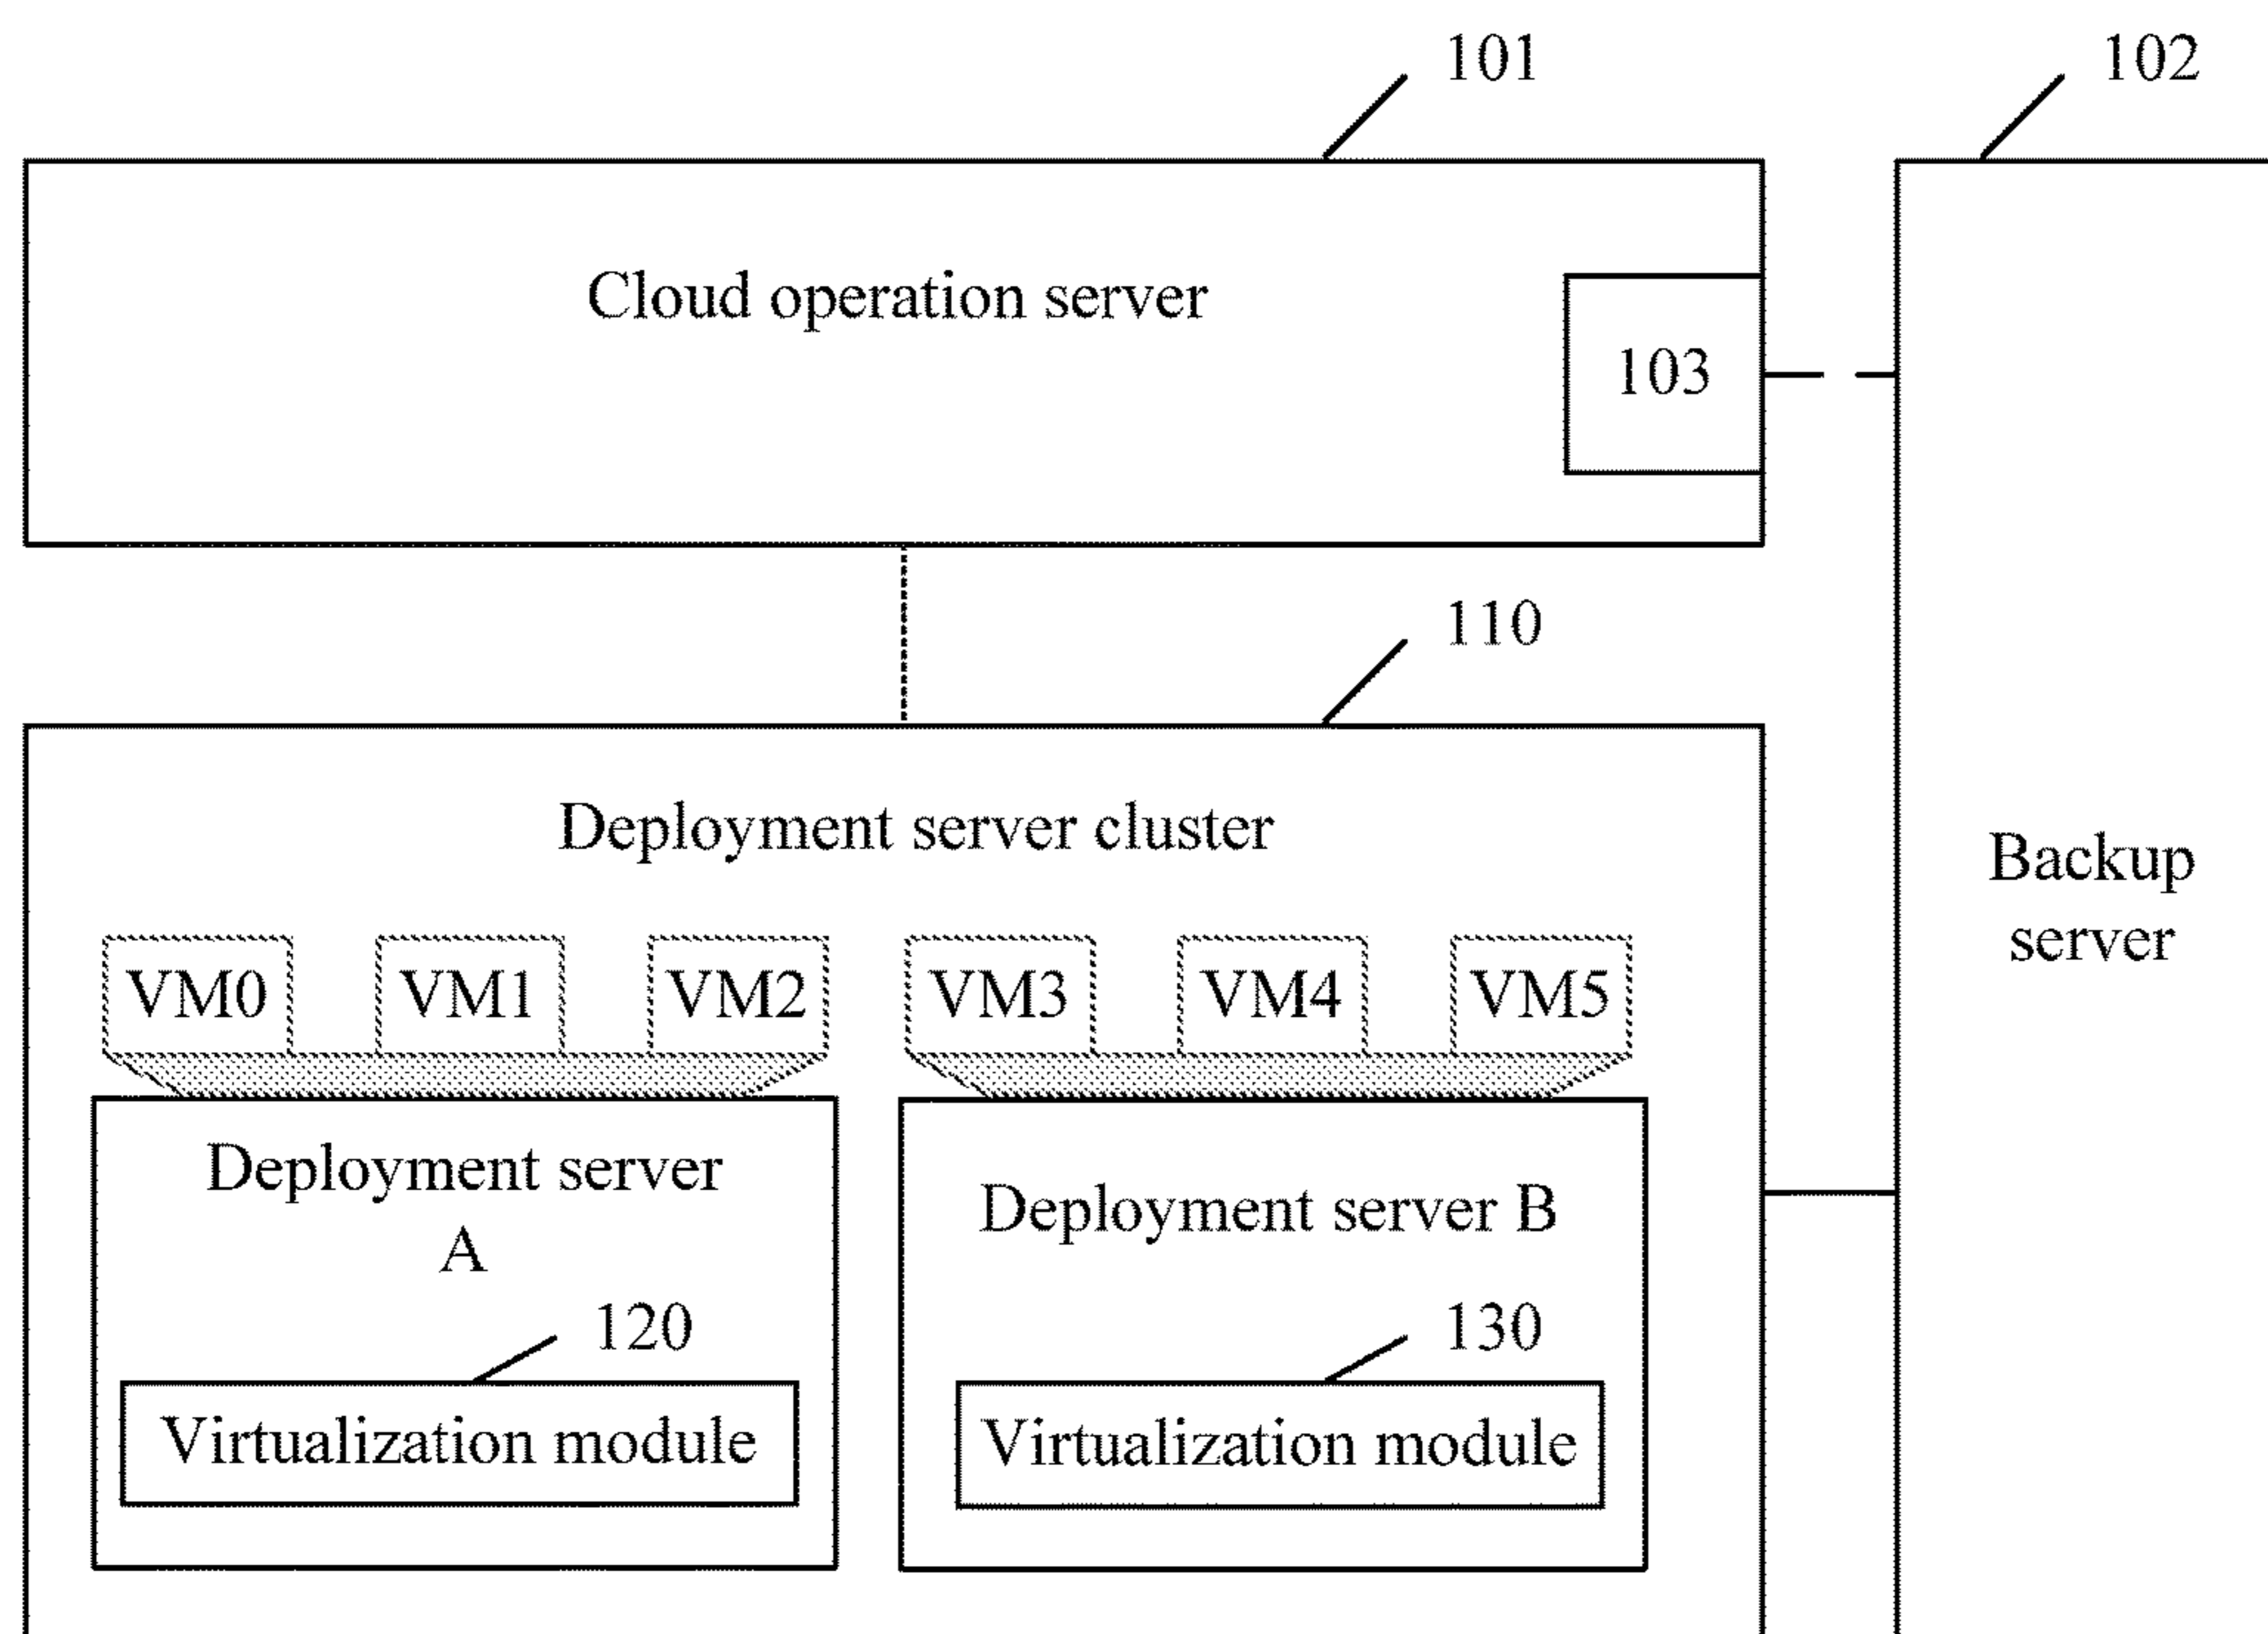 101
102
Cloud operation server
103
110
Deployment server cluster
Backup
server
VM0 VM1 VM2 VM3 VM4 VM5
Deployment server
A
Deployment server B
120
130
Virtualization module
Virtualization module